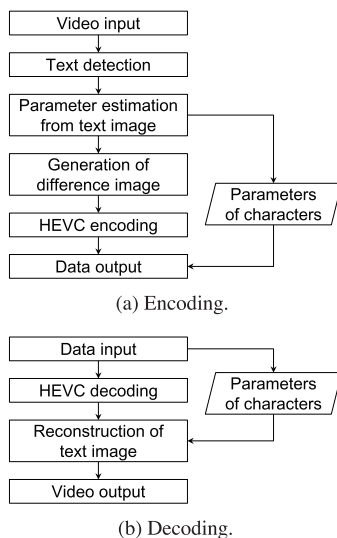 Video input
Text detection
Parameter estimation
from text image
Generation of
difference image
Parameters
of characters
HEVC encoding
Data output
(a) Encoding.
Data input
HEVC decoding
Parameters
of characters
Reconstruction of
text image
Video output
(b) Decoding.